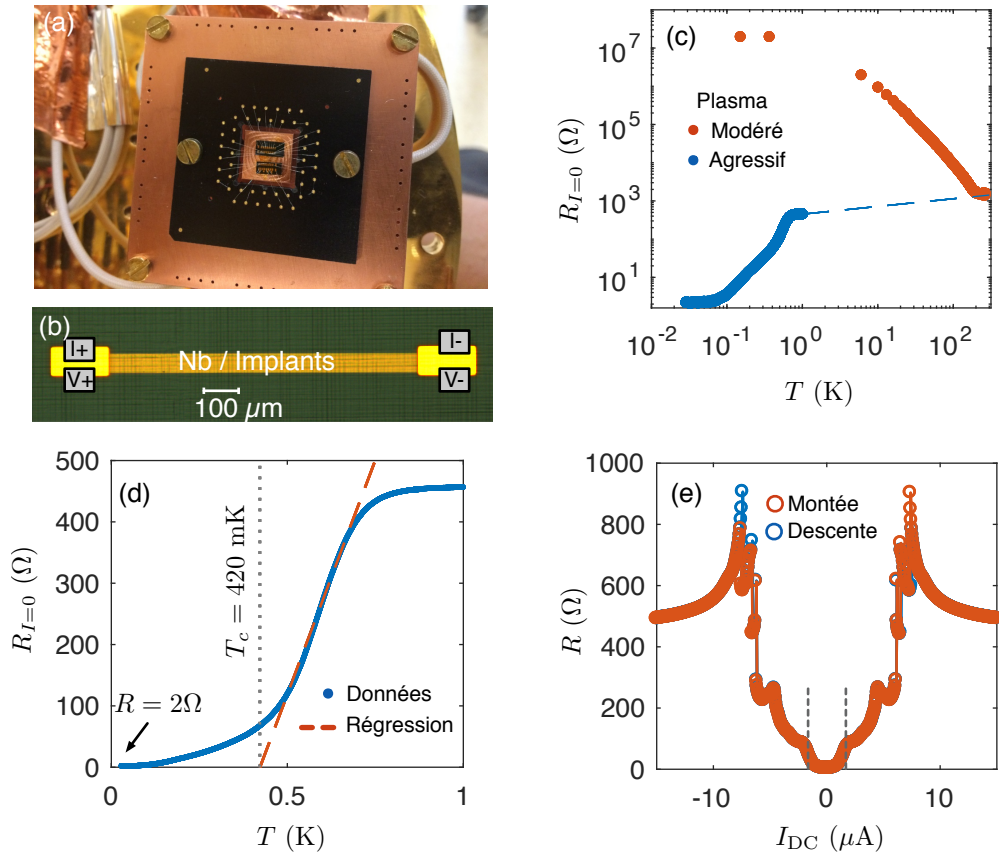 (a)
(b)
I+
V+
Nb / Implants
I-
V-
100 μm
(c)
Plasma
Modéré
Agressif
10^7
10^5
10^3
10^1
10^-2
10^-1
10^0
10^1
10^2
R_{I=0} (Ω)
T (K)
(d)
T_c = 420 mK
R = 2Ω
Données
Régression
500
400
300
200
100
0
0
0.5
1
R_{I=0} (Ω)
T (K)
(e)
Montée
Descente
1000
800
600
400
200
0
-10
0
10
R (Ω)
I_DC (μA)